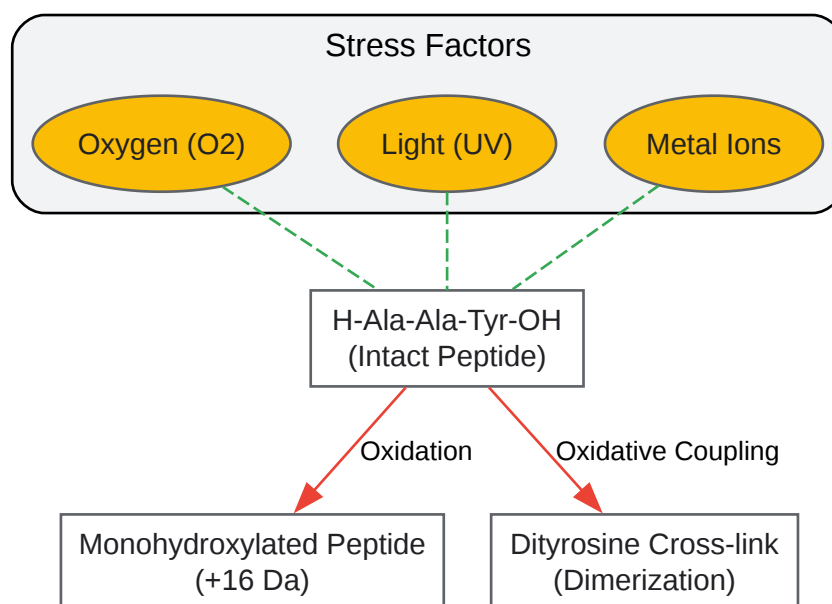 Stress Factors
Oxygen (O2)
Light (UV)
Metal Ions
H-Ala-Ala-Tyr-OH
(Intact Peptide)
Oxidation
Oxidative Coupling
Monohydroxylated Peptide
(+16 Da)
Dityrosine Cross-link
(Dimerization)